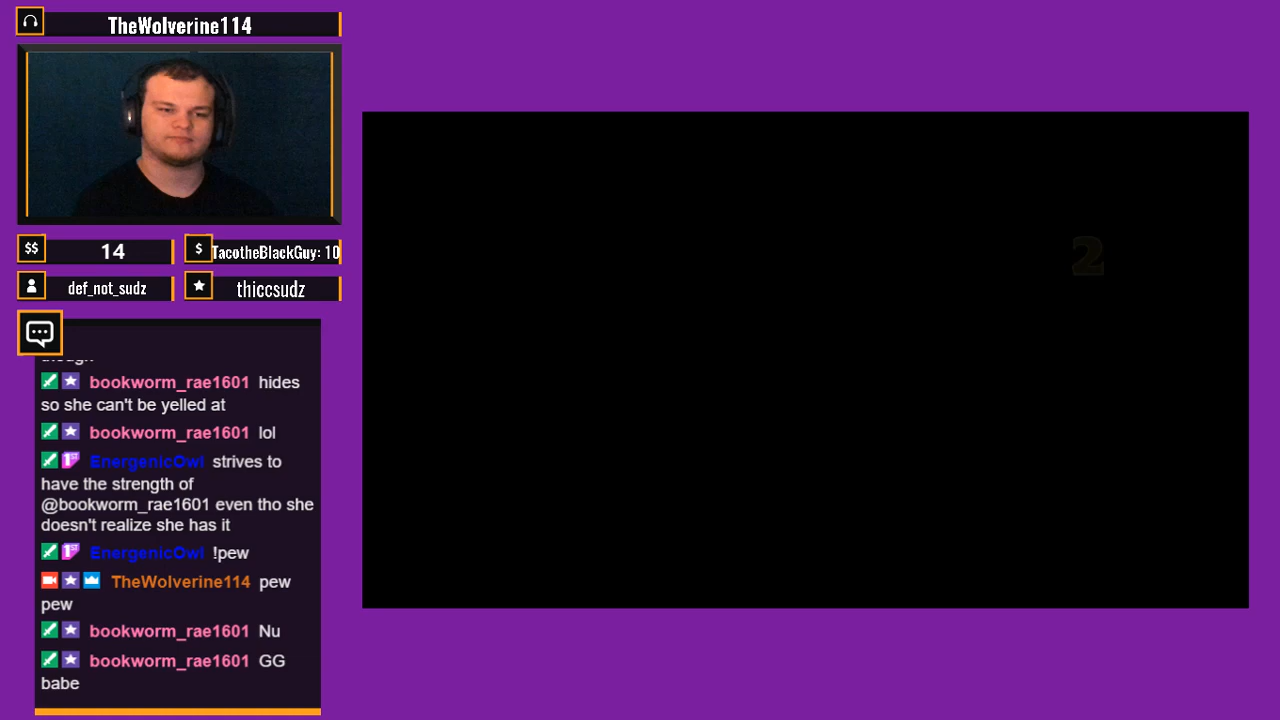 TheWolverine114
$$ 14
$ TacotheBlackGuy: 10
def_not_sudz
thiccsudz
though
bookworm_rae1601 hides
so she can't be yelled at
bookworm_rae1601 lol
EnergenicOwl strives to
have the strength of
@bookworm_rae1601 even tho she
doesn't realize she has it
EnergenicOwl !pew
TheWolverine114 pew
pew
bookworm_rae1601 Nu
bookworm_rae1601 GG
babe
2